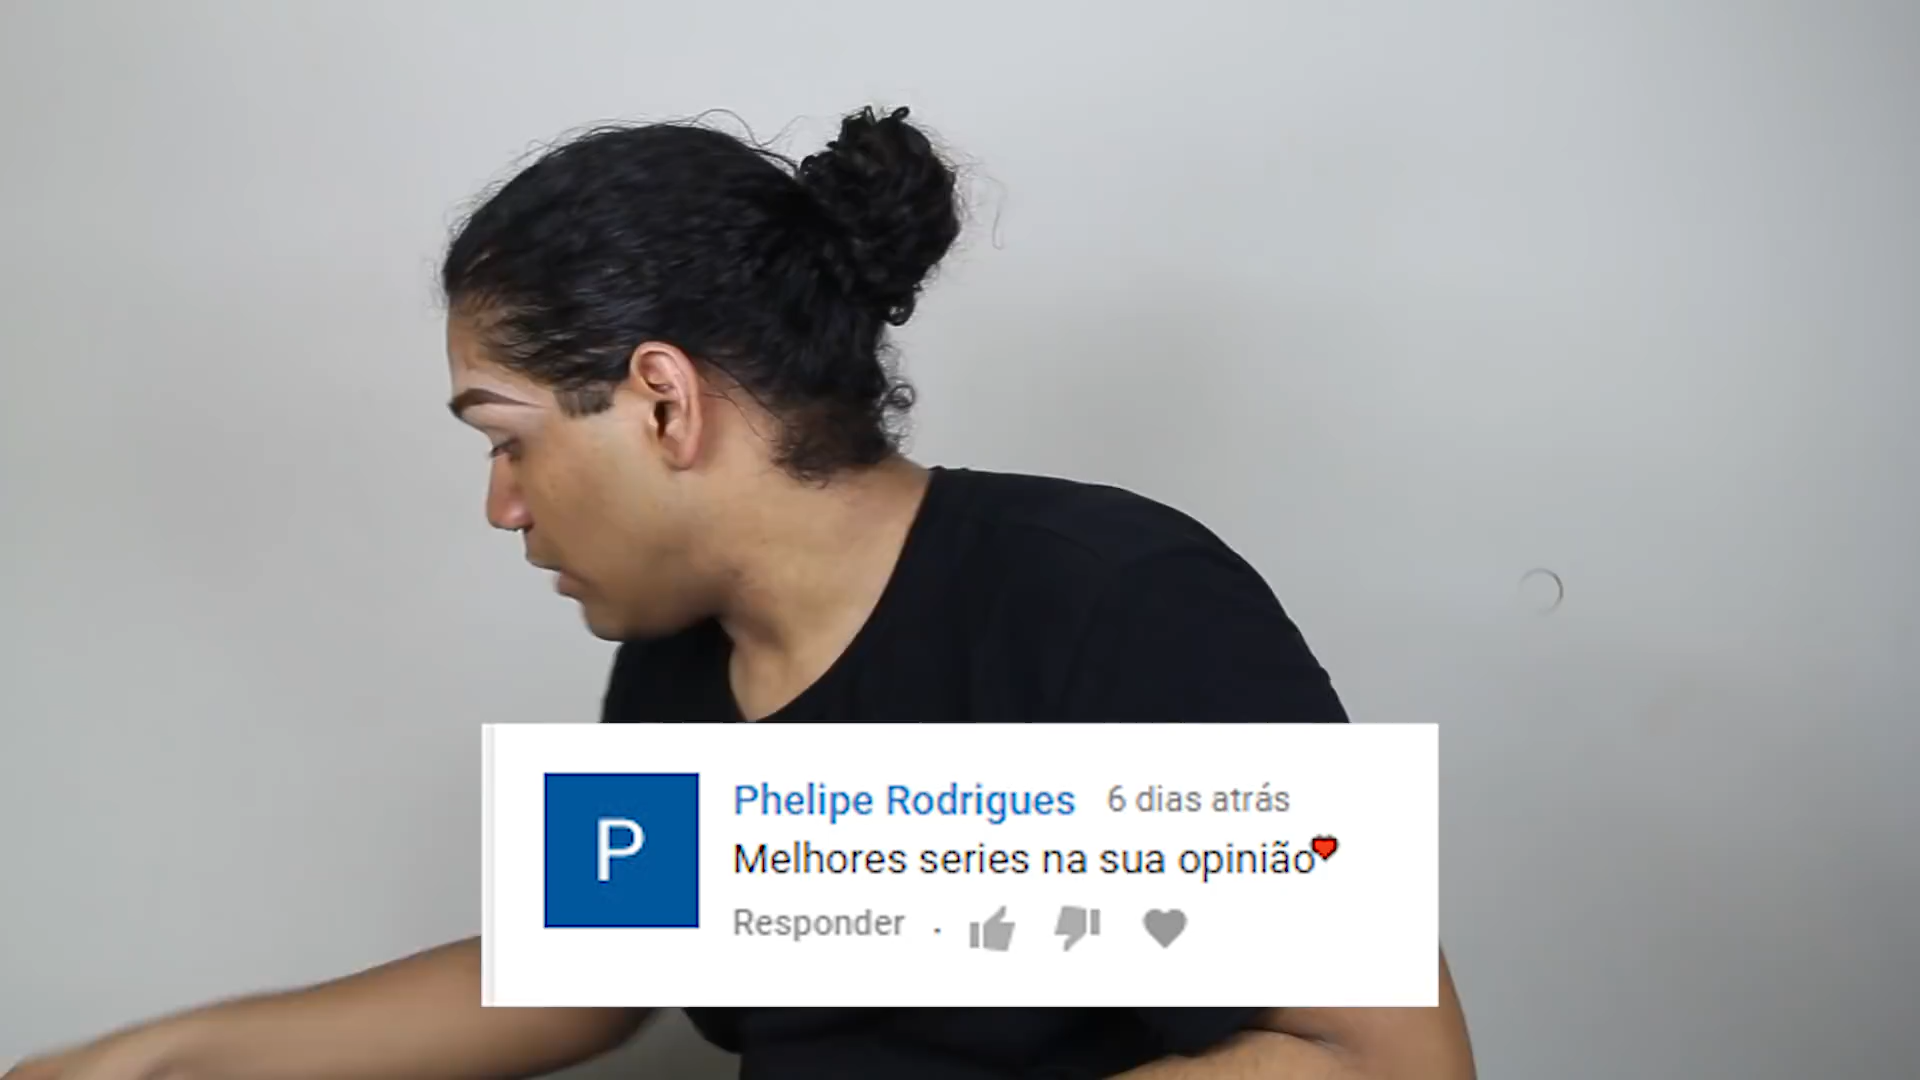 P
Phelipe Rodrigues 6 dias atrás
Melhores series na sua opinião
Responder